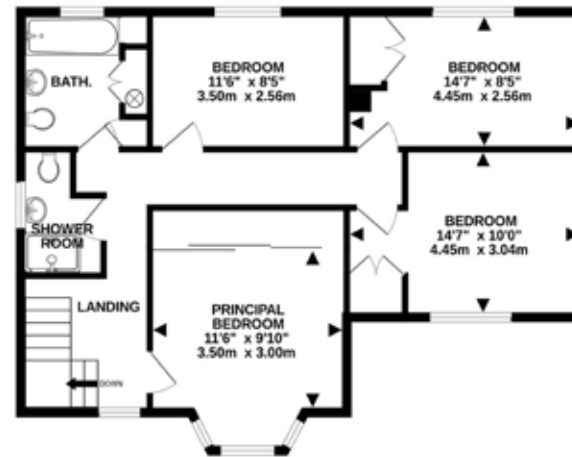 BATH.
BEDROOM
11'6" x 8'5"
3.50m x 2.56m
BEDROOM
14'7" x 8'5"
4.45m x 2.56m
SHOWER
ROOM
BEDROOM
14'7" x 10'0"
4.45m x 3.04m
LANDING
PRINCIPAL
BEDROOM
11'6" x 9'10"
3.50m x 3.00m
DOWN